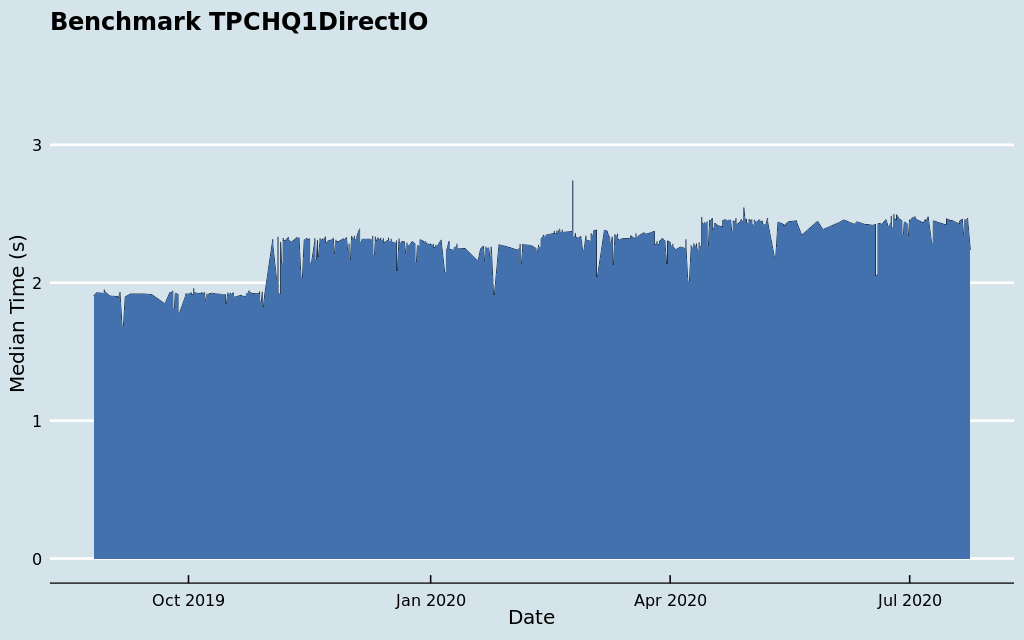 Benchmark TPCHQ1DirectIO
3
2
1
0
Median Time (s)
Oct 2019 Jan 2020 Apr 2020 Jul 2020
Date